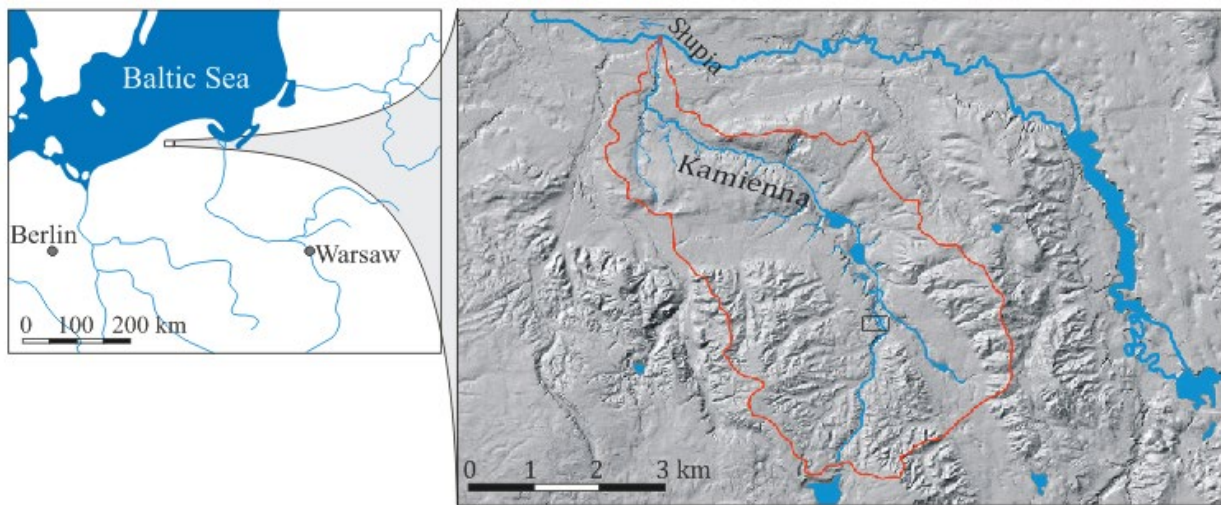 Baltic Sea
Berlin
Warsaw
0 100 200 km
Słupia
Kamienna
0 1 2 3 km